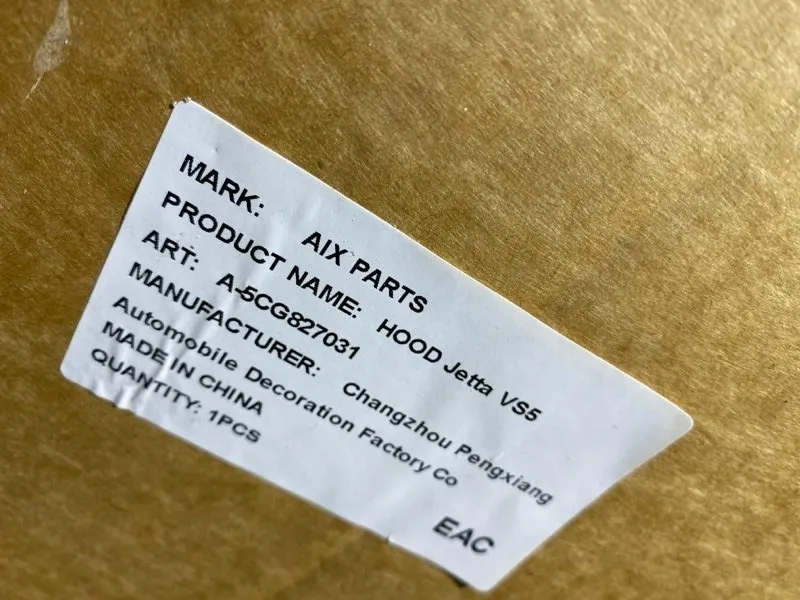 MARK: AIX PARTS
PRODUCT NAME: HOOD Jetta VS5
ART: A-5CG827031
MANUFACTURER: Changzhou Pengxiang
Automobile Decoration Factory Co
MADE IN CHINA
QUANTITY: 1PCS
EAC